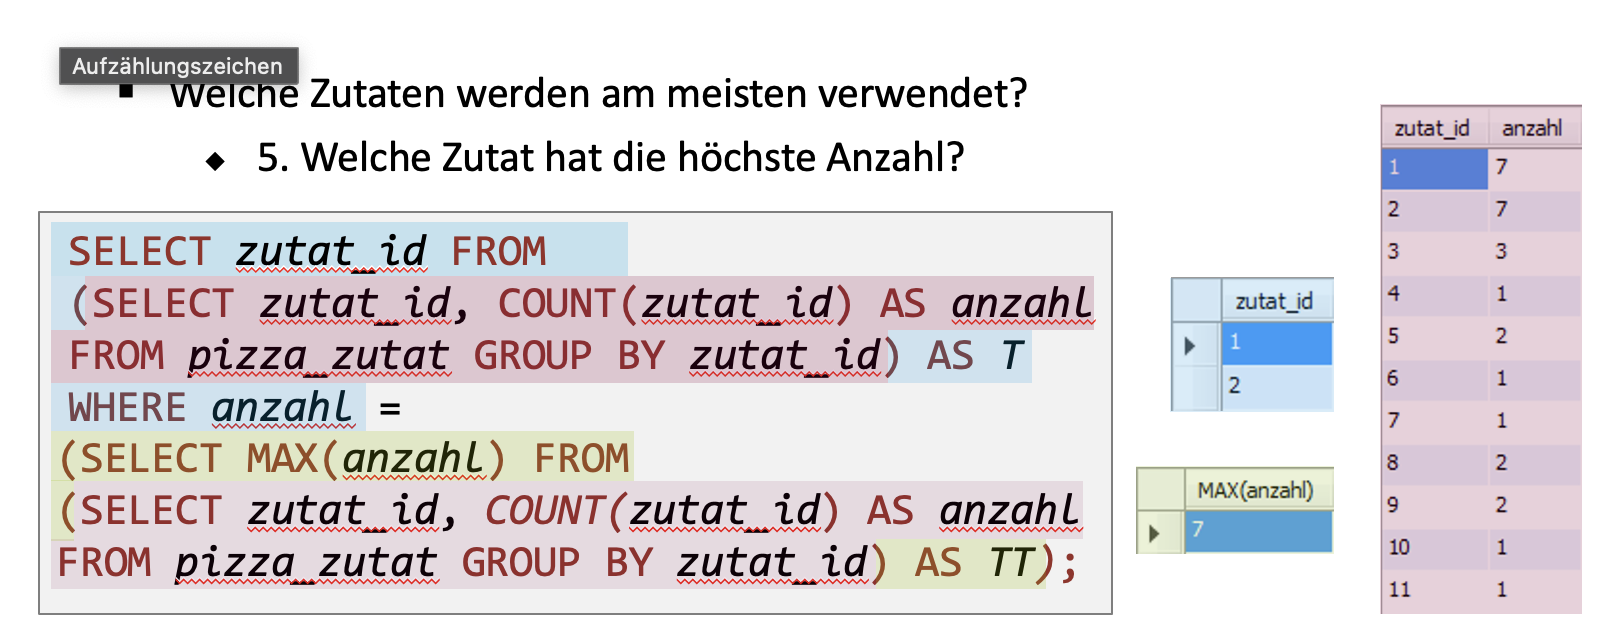 Aufzählungszeichen
Welche Zutaten werden am meisten verwendet?
5. Welche Zutat hat die höchste Anzahl?
SELECT zutat_id FROM
(SELECT zutat_id, COUNT(zutat_id) AS anzahl
FROM pizza_zutat GROUP BY zutat_id) AS T
WHERE anzahl =
(SELECT MAX(anzahl) FROM
(SELECT zutat_id, COUNT(zutat_id) AS anzahl
FROM pizza_zutat GROUP BY zutat_id) AS TT);
zutat_id
1
2
MAX(anzahl)
7
zutat_id anzahl
1 7
2 7
3 3
4 1
5 2
6 1
7 1
8 2
9 2
10 1
11 1